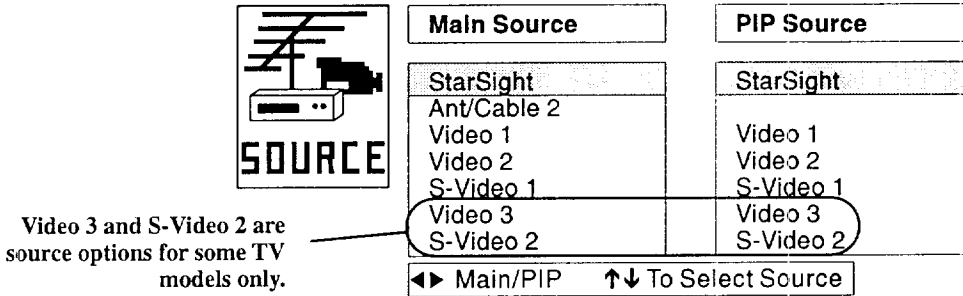 SOURCE
Main Source
StarSight
Ant/Cable 2
Video 1
Video 2
S-Video 1
Video 3
S-Video 2
PIP Source
StarSight
Video 1
Video 2
S-Video 1
Video 3
S-Video 2
◀▶ Main/PIP ↑↓ To Select Source
Video 3 and S-Video 2 are
source options for some TV
models only.